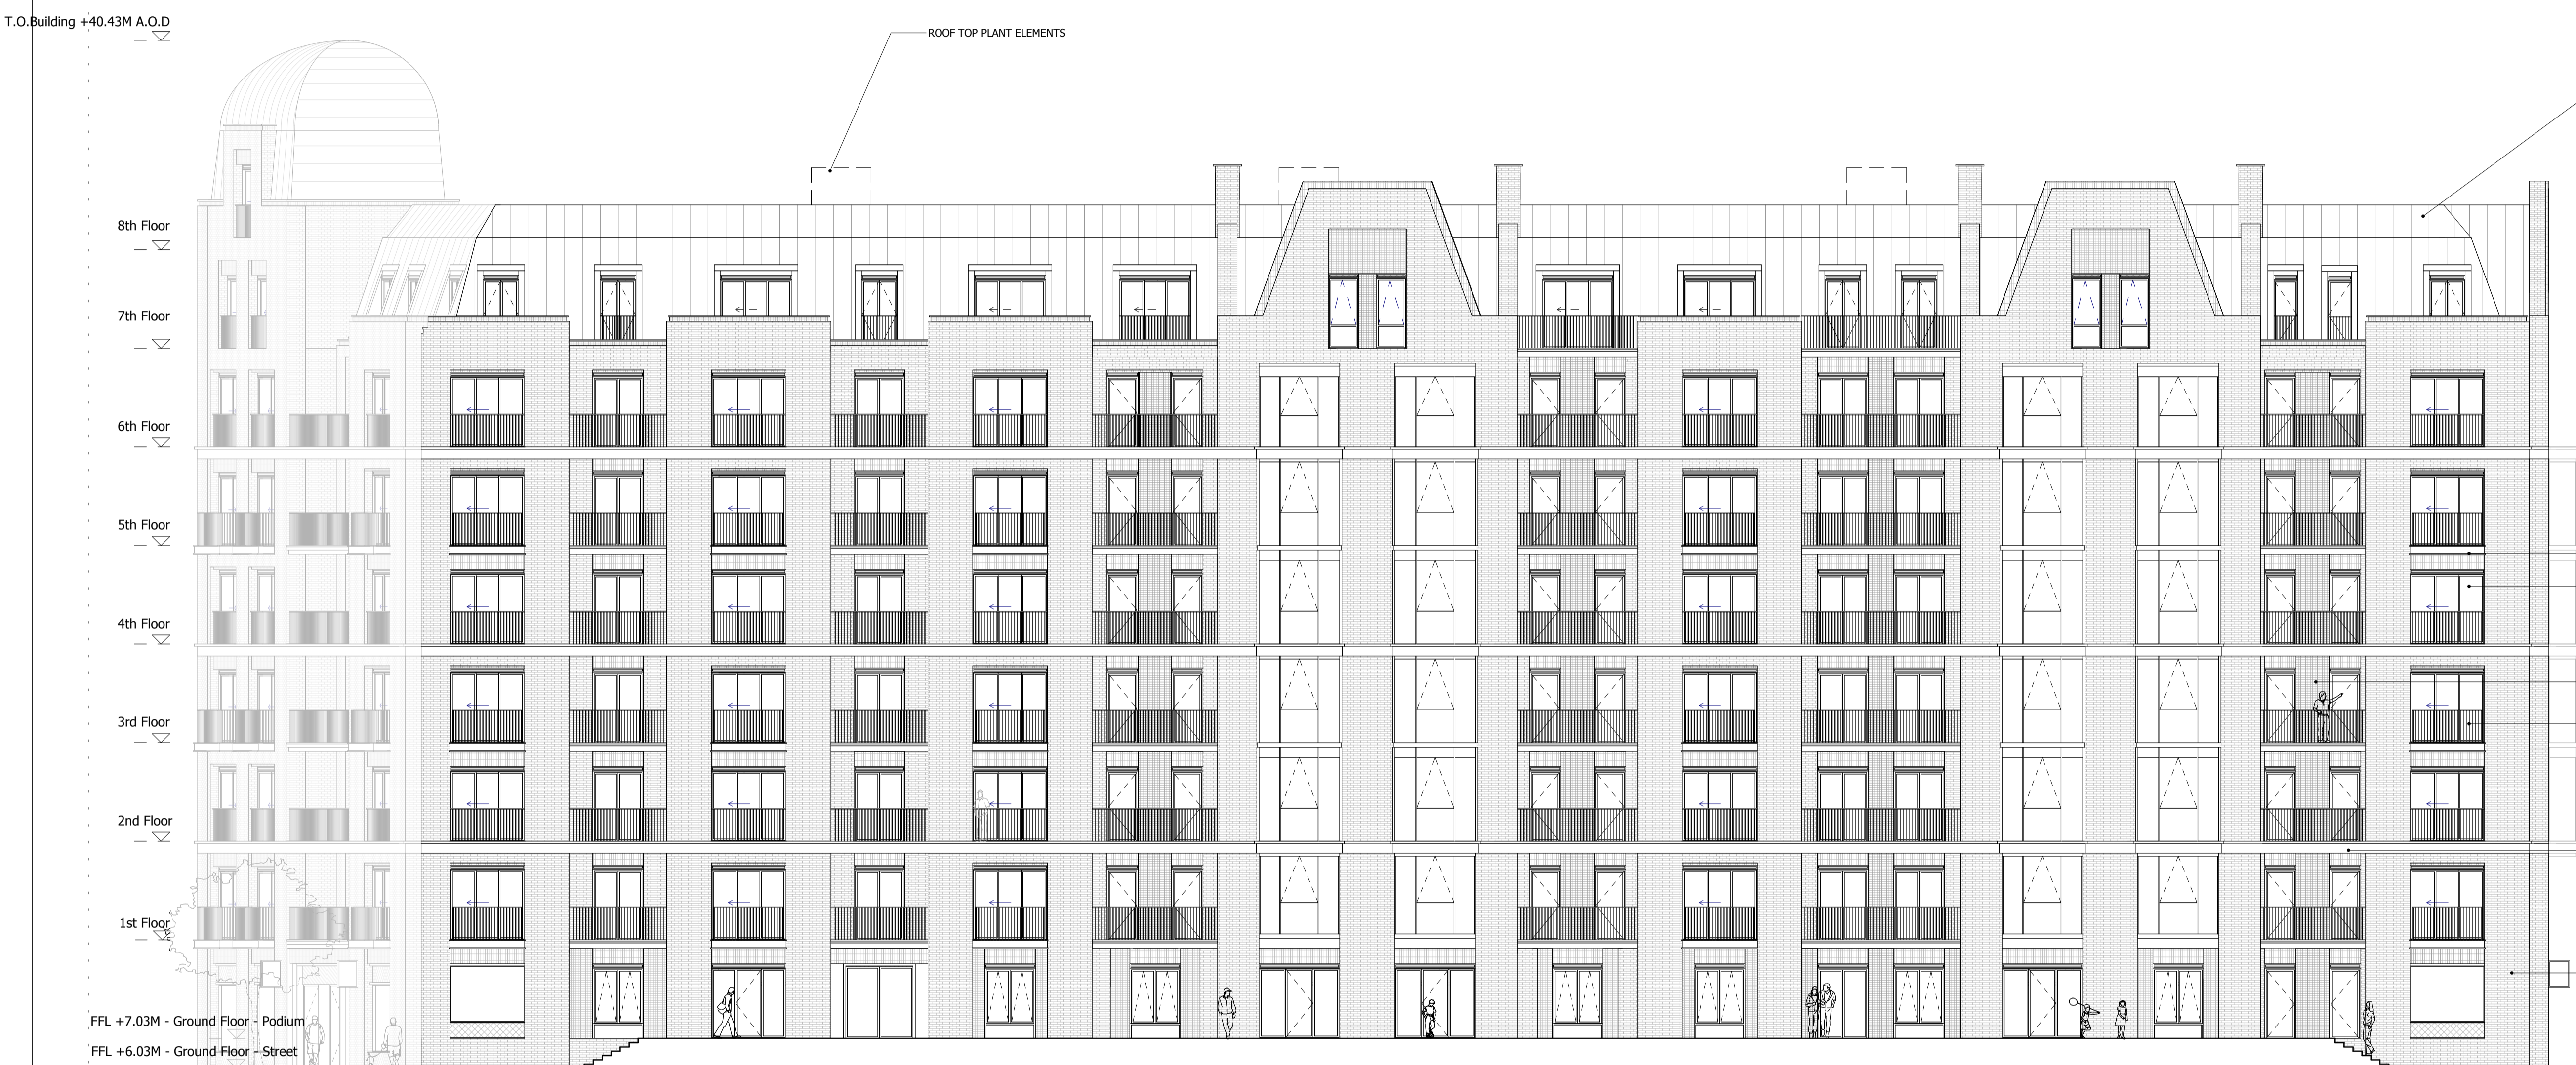 T.O.Building +40.43M A.O.D
ROOF TOP PLANT ELEMENTS
8th Floor
7th Floor
6th Floor
5th Floor
4th Floor
3rd Floor
2nd Floor
1st Floor
FFL +7.03M - Ground Floor - Podium
FFL +6.03M - Ground Floor - Street